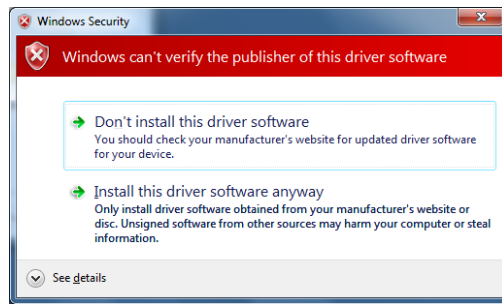 Windows Security
Windows can't verify the publisher of this driver software
Don't install this driver software
You should check your manufacturer's website for updated driver software
for your device.
Install this driver software anyway
Only install driver software obtained from your manufacturer's website or
disc. Unsigned software from other sources may harm your computer or steal
information.
See details